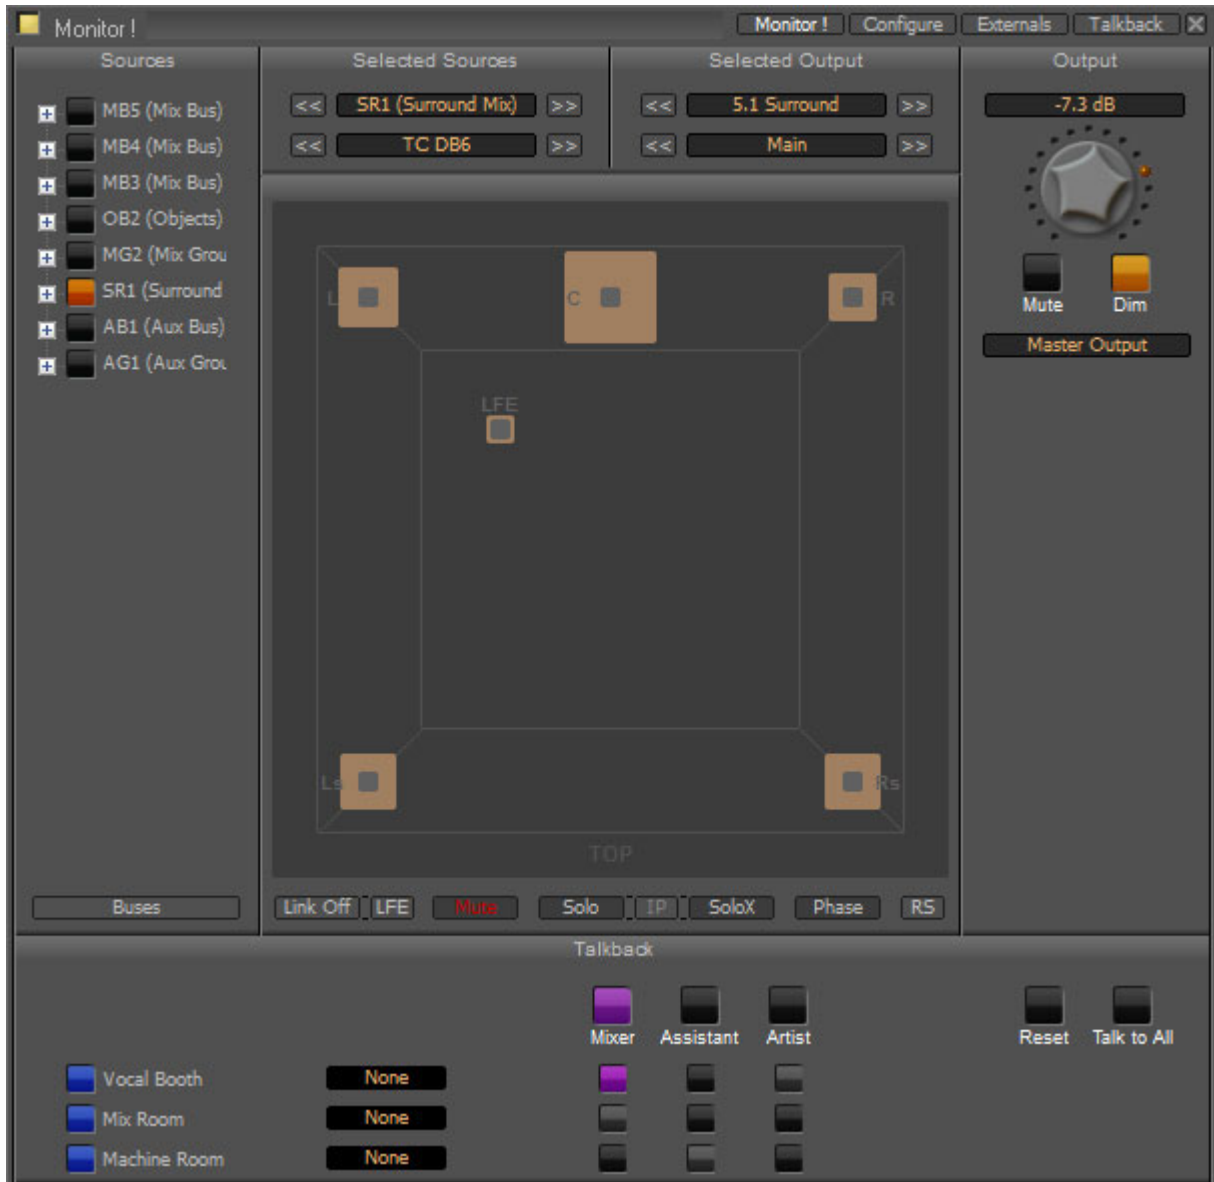 Monitor ! Monitor ! Configure Externals Talkback
Sources Selected Sources Selected Output Output
<< SR1 (Surround Mix) >> << 5.1 Surround >> -7.3 dB
<< TC DB6 >> << Main >>
MB5 (Mix Bus)
MB4 (Mix Bus)
MB3 (Mix Bus)
OB2 (Objects)
MG2 (Mix Grou
SR1 (Surround
AB1 (Aux Bus)
AG1 (Aux Grou
L C R
LFE
Ls Rs
TOP
Mute Dim
Master Output
Buses Link Off LFE Mute Solo IP SoloX Phase RS
Talkback
Mixer Assistant Artist Reset Talk to All
Vocal Booth None
Mix Room None
Machine Room None